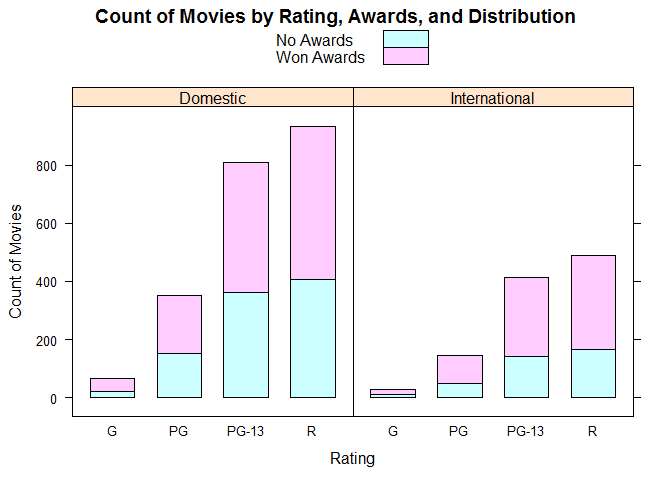 Count of Movies by Rating, Awards, and Distribution
No Awards
Won Awards
Domestic
International
800
600
400
200
0
Count of Movies
G
PG
PG-13
R
G
PG
PG-13
R
Rating